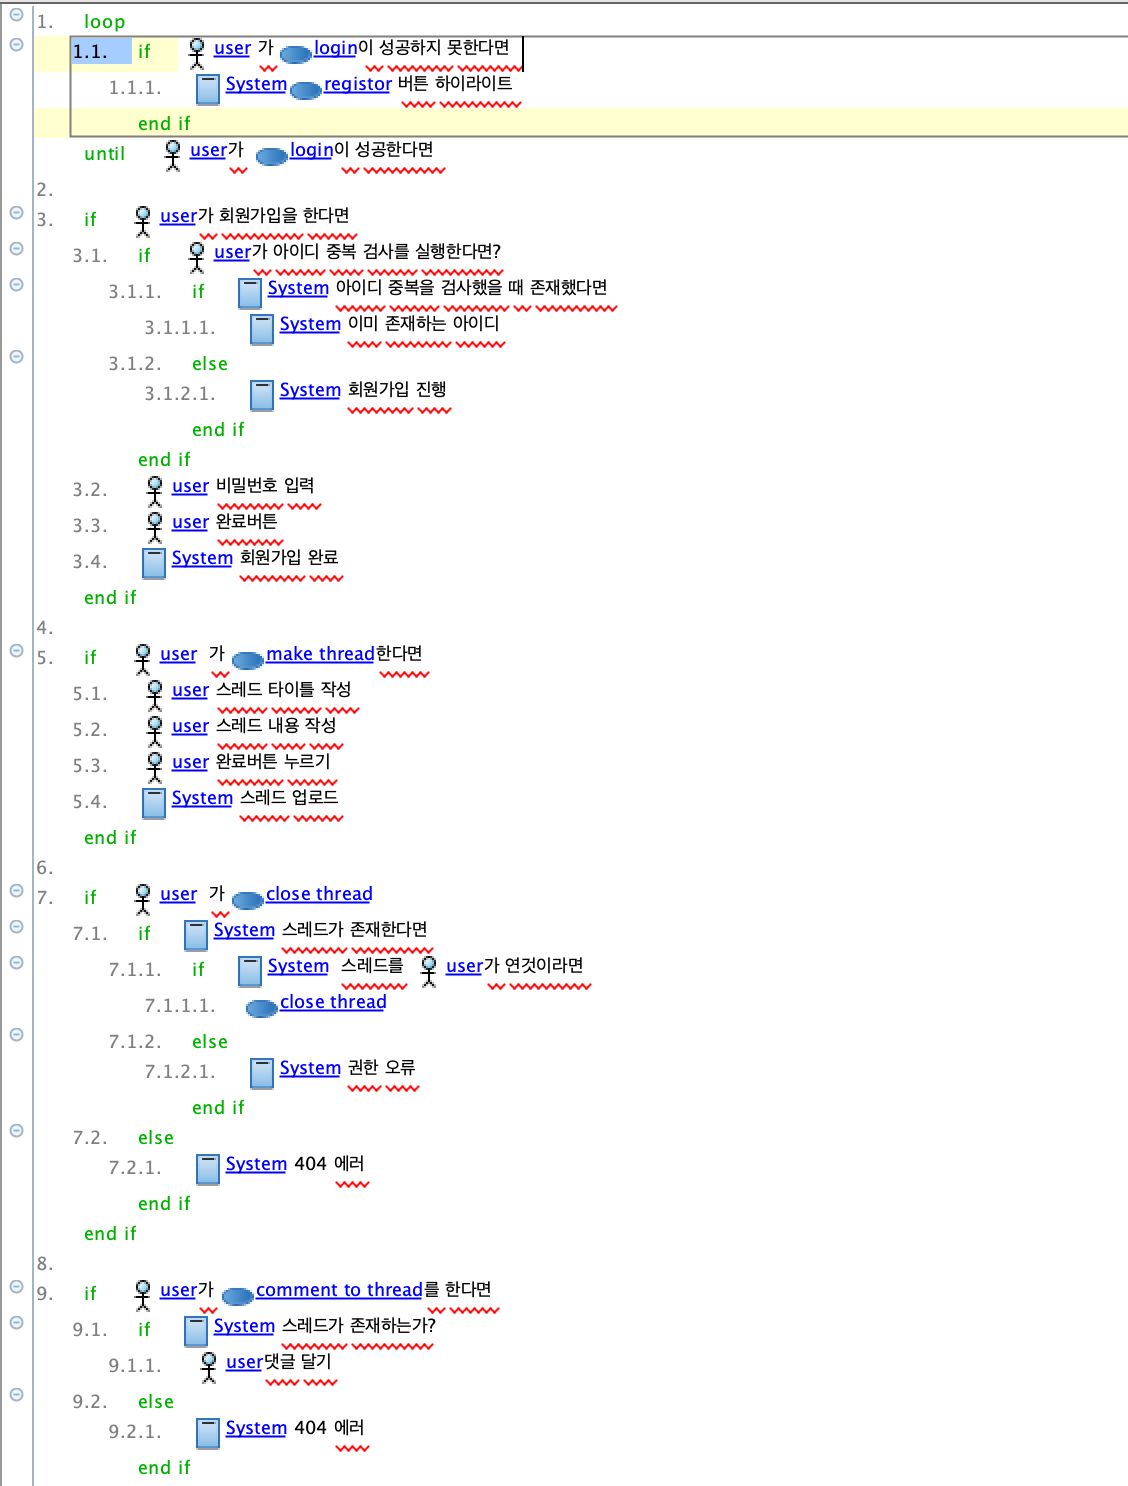 1. loop
1.1. if user 가 login이 성공하지 못한다면
1.1.1. System registor 버튼 하이라이트
end if
until user가 login이 성공한다면
2.
3. if user가 회원가입을 한다면
3.1. if user가 아이디 중복 검사를 실행한다면?
3.1.1. if System 아이디 중복을 검사했을 때 존재했다면
3.1.1.1. System 이미 존재하는 아이디
3.1.2. else
3.1.2.1. System 회원가입 진행
end if
end if
3.2. user 비밀번호 입력
3.3. user 완료버튼
3.4. System 회원가입 완료
end if
4.
5. if user 가 make thread한다면
5.1. user 스레드 타이틀 작성
5.2. user 스레드 내용 작성
5.3. user 완료버튼 누르기
5.4. System 스레드 업로드
end if
6.
7. if user 가 close thread
7.1. if System 스레드가 존재한다면
7.1.1. if System 스레드를 user가 연것이라면
7.1.1.1. close thread
7.1.2. else
7.1.2.1. System 권한 오류
end if
7.2. else
7.2.1. System 404 에러
end if
end if
8.
9. if user가 comment to thread를 한다면
9.1. if System 스레드가 존재하는가?
9.1.1. user댓글 달기
9.2. else
9.2.1. System 404 에러
end if